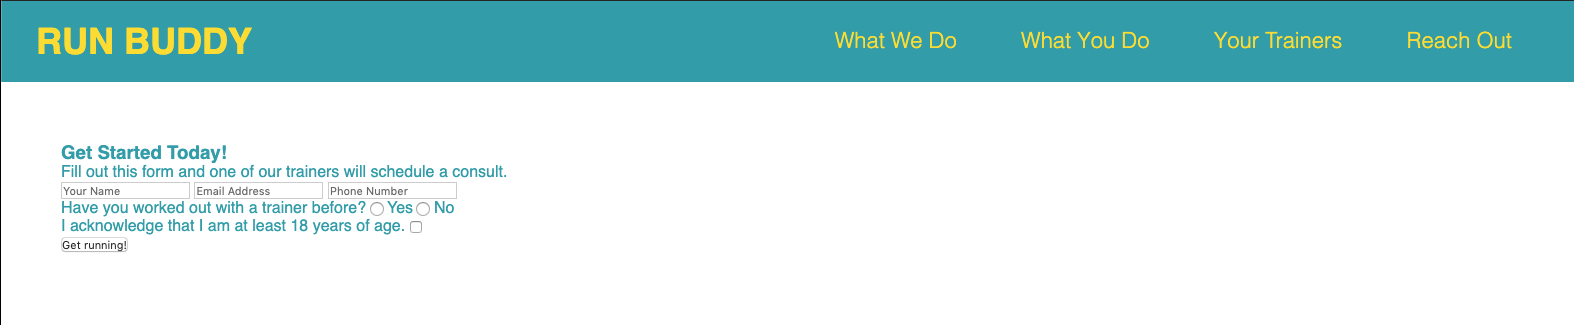 RUN BUDDY What We Do What You Do Your Trainers Reach Out
Get Started Today!
Fill out this form and one of our trainers will schedule a consult.
Your Name Email Address Phone Number
Have you worked out with a trainer before? Yes No
I acknowledge that I am at least 18 years of age.
Get running!